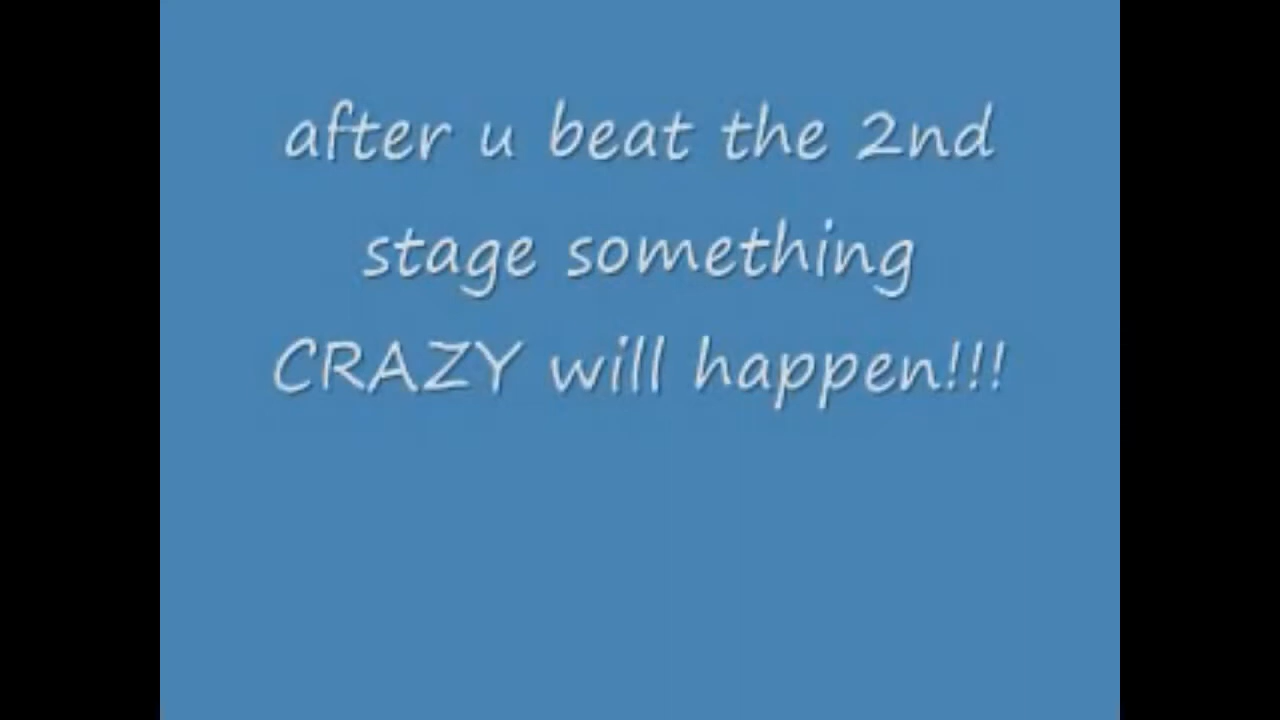 after u beat the 2nd
stage something
CRAZY will happen!!!